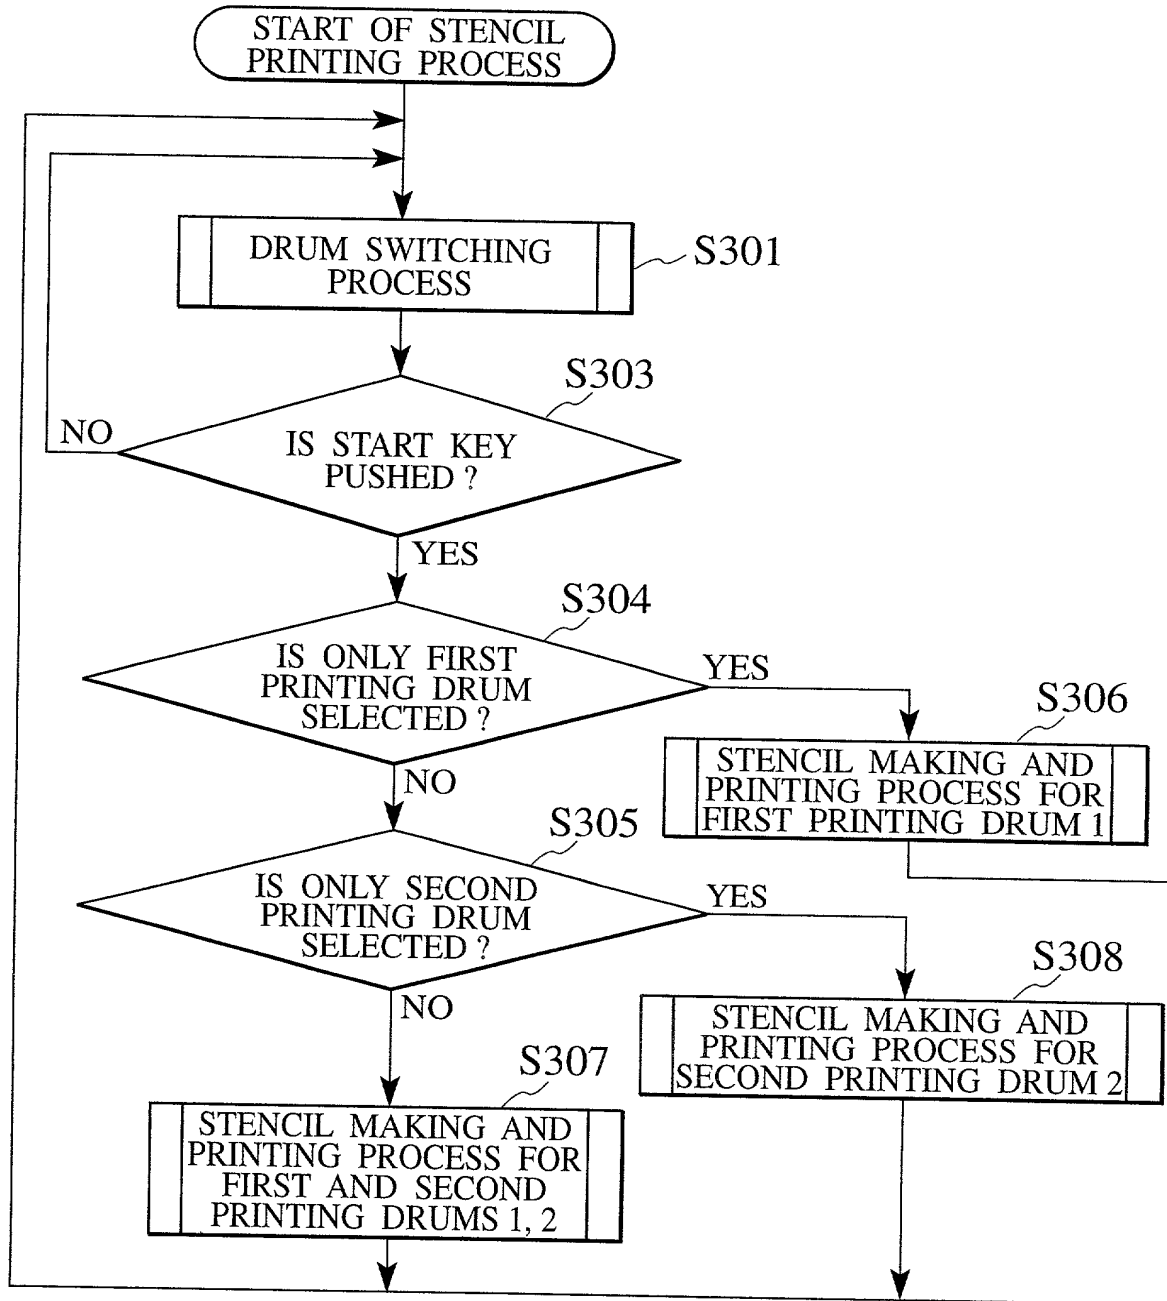 START OF STENCIL
PRINTING PROCESS
DRUM SWITCHING
PROCESS
S301
S303
IS START KEY
PUSHED ?
NO
YES
S304
IS ONLY FIRST
PRINTING DRUM
SELECTED ?
YES
NO
S306
STENCIL MAKING AND
PRINTING PROCESS FOR
FIRST PRINTING DRUM 1
S305
IS ONLY SECOND
PRINTING DRUM
SELECTED ?
YES
NO
S308
STENCIL MAKING AND
PRINTING PROCESS FOR
SECOND PRINTING DRUM 2
S307
STENCIL MAKING AND
PRINTING PROCESS FOR
FIRST AND SECOND
PRINTING DRUMS 1, 2